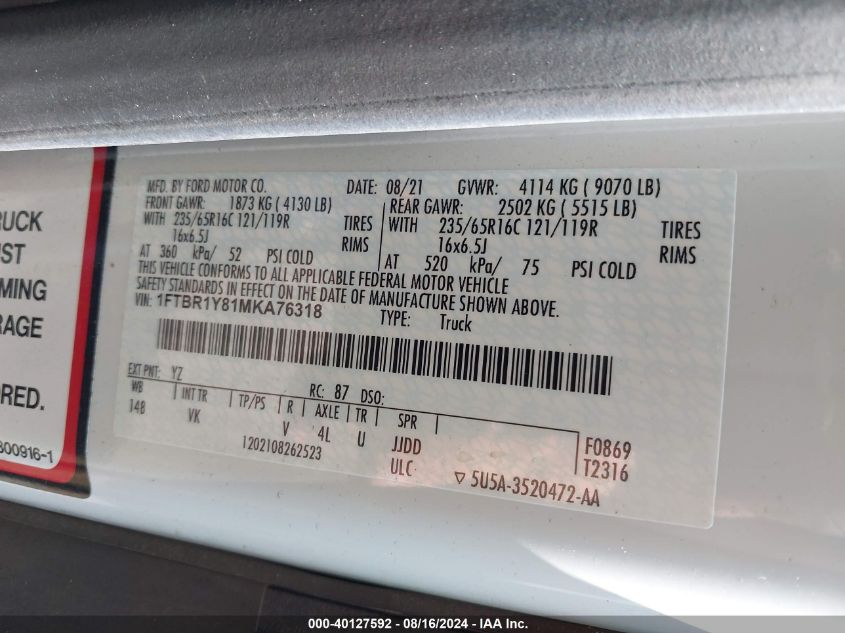 RUCK
UST
MING
RAGE
RED.
800916-1
MFD. BY FORD MOTOR CO. DATE: 08/21 GVWR: 4114 KG ( 9070 LB)
FRONT GAWR: 1873 KG ( 4130 LB) REAR GAWR: 2502 KG ( 5515 LB)
WITH 235/65R16C 121/119R TIRES WITH 235/65R16C 121/119R TIRES
16x6.5J RIMS 16x6.5J RIMS
AT 360 kPa/ 52 PSI COLD AT 520 kPa/ 75 PSI COLD
THIS VEHICLE CONFORMS TO ALL APPLICABLE FEDERAL MOTOR VEHICLE
SAFETY STANDARDS IN EFFECT ON THE DATE OF MANUFACTURE SHOWN ABOVE.
VIN: 1FTBR1Y81MKA76318 TYPE: Truck
EXT PNT: YZ RC: 87 DSO:
WB INT TR TP/PS R AXLE TR SPR
148 VK V 4L U JJDD F0869
1202108262523 ULC T2316
5U5A-3520472-AA
000-40127592 - 08/16/2024 - IAA Inc.